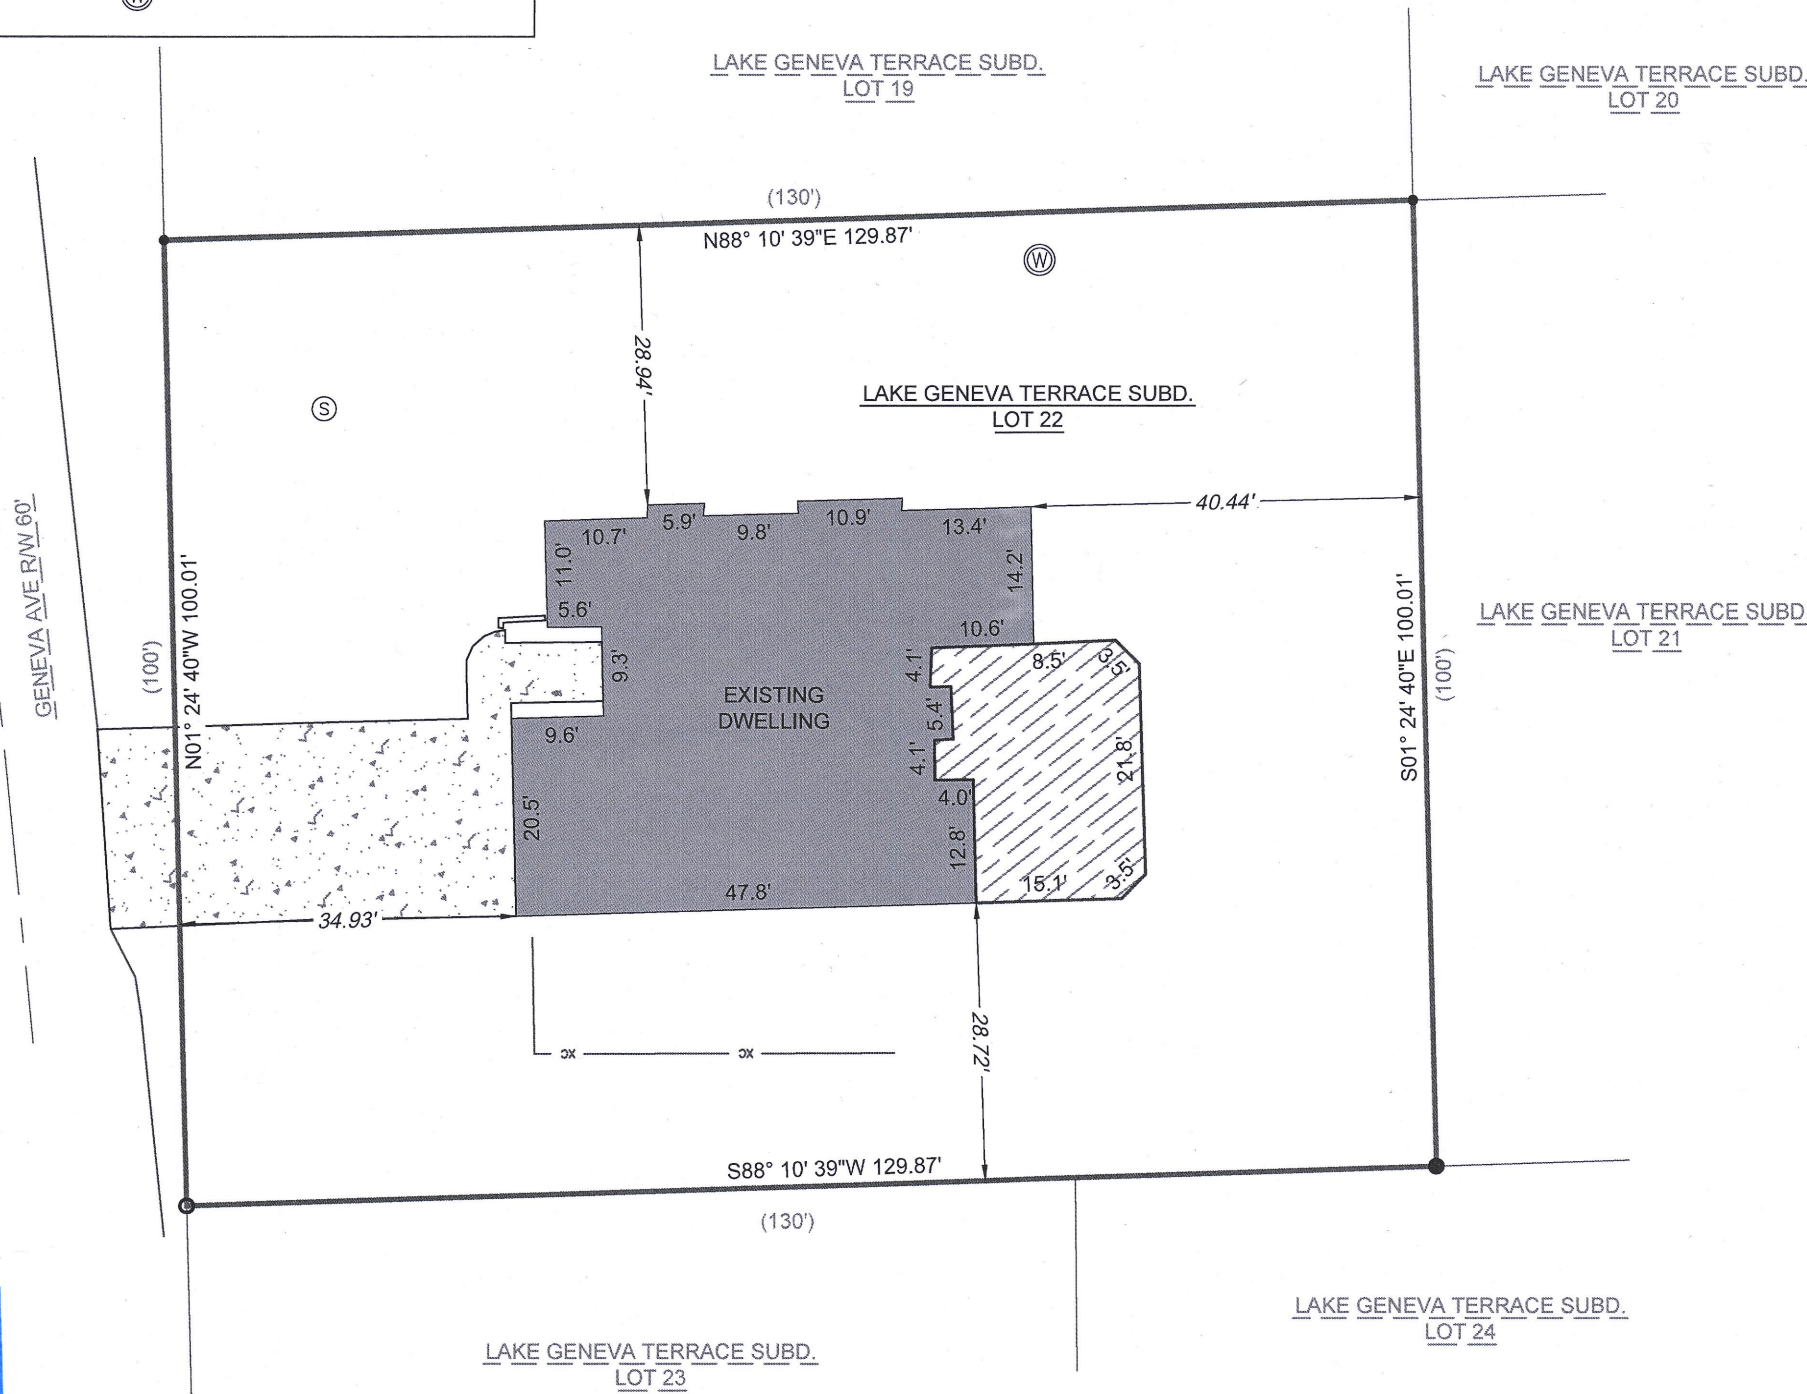 W
LAKE GENEVA TERRACE SUBD.
LOT 19
LAKE GENEVA TERRACE SUBD.
LOT 20
(130')
N88° 10' 39"E 129.87'
W
28.94'
LAKE GENEVA TERRACE SUBD.
LOT 22
S
40.44'
GENEVA AVE R/W 60'
(100')
N01° 24' 40"W 100.01'
10.7'
5.9'
9.8'
10.9'
13.4'
11.0'
14.2'
5.6'
10.6'
9.3'
4.1'
8.5'
3.5'
S01° 24' 40"E 100.01'
(100')
LAKE GENEVA TERRACE SUBD.
LOT 21
EXISTING
DWELLING
5.4'
9.6'
4.1'
21.8'
4.0'
20.5'
12.8'
47.8'
15.1'
3.5'
34.93'
28.72'
XC
XC
S88° 10' 39"W 129.87'
(130')
LAKE GENEVA TERRACE SUBD.
LOT 24
LAKE GENEVA TERRACE SUBD.
LOT 23